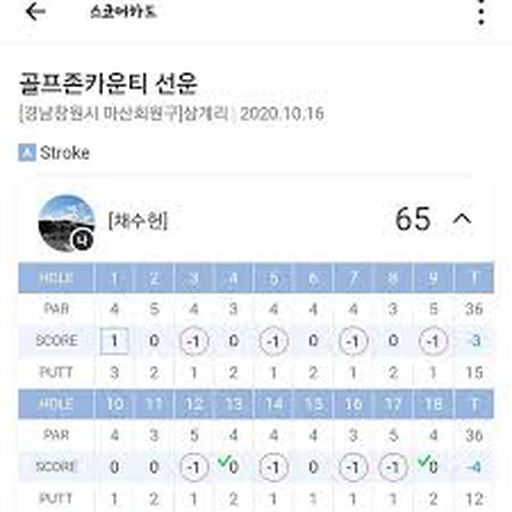 스코어카드
골프존카운티 선운
[경남창원시 마산회원구]삼계리 | 2020.10.16
Stroke
나 [채수헌] 65
HOLE 1 2 3 4 5 6 7 8 9 T
PAR 4 5 4 3 4 4 4 3 5 36
SCORE 1 0 -1 0 -1 0 -1 0 -1 -3
PUTT 3 2 1 2 1 2 1 2 1 15
HOLE 10 11 12 13 14 15 16 17 18 T
PAR 4 3 5 4 4 4 3 5 4 36
SCORE 0 0 -1 0 -1 0 -1 -1 0 -4
PUTT 1 2 1 2 1 1 1 1 2 12